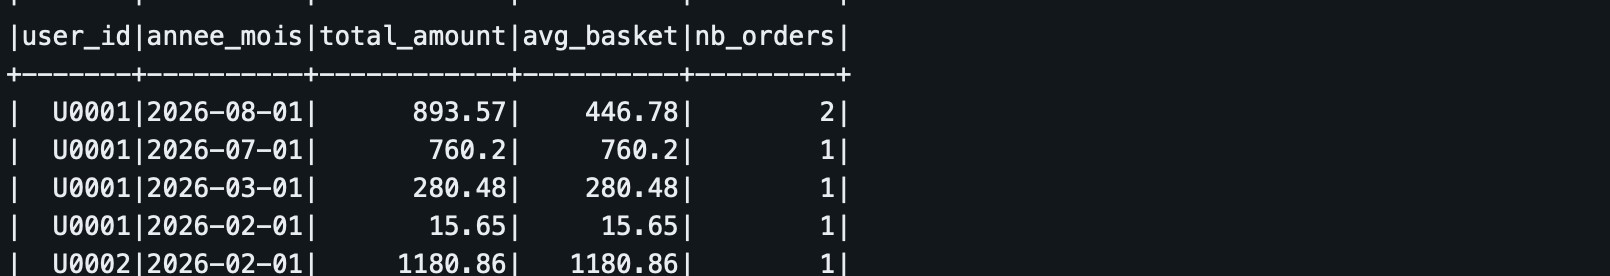 |user_id|annee_mois|total_amount|avg_basket|nb_orders|
+-------+----------+------------+----------+---------+
|  U0001|2026-08-01|      893.57|    446.78|        2|
|  U0001|2026-07-01|       760.2|     760.2|        1|
|  U0001|2026-03-01|      280.48|    280.48|        1|
|  U0001|2026-02-01|       15.65|     15.65|        1|
|  U0002|2026-02-01|     1180.86|   1180.86|        1|